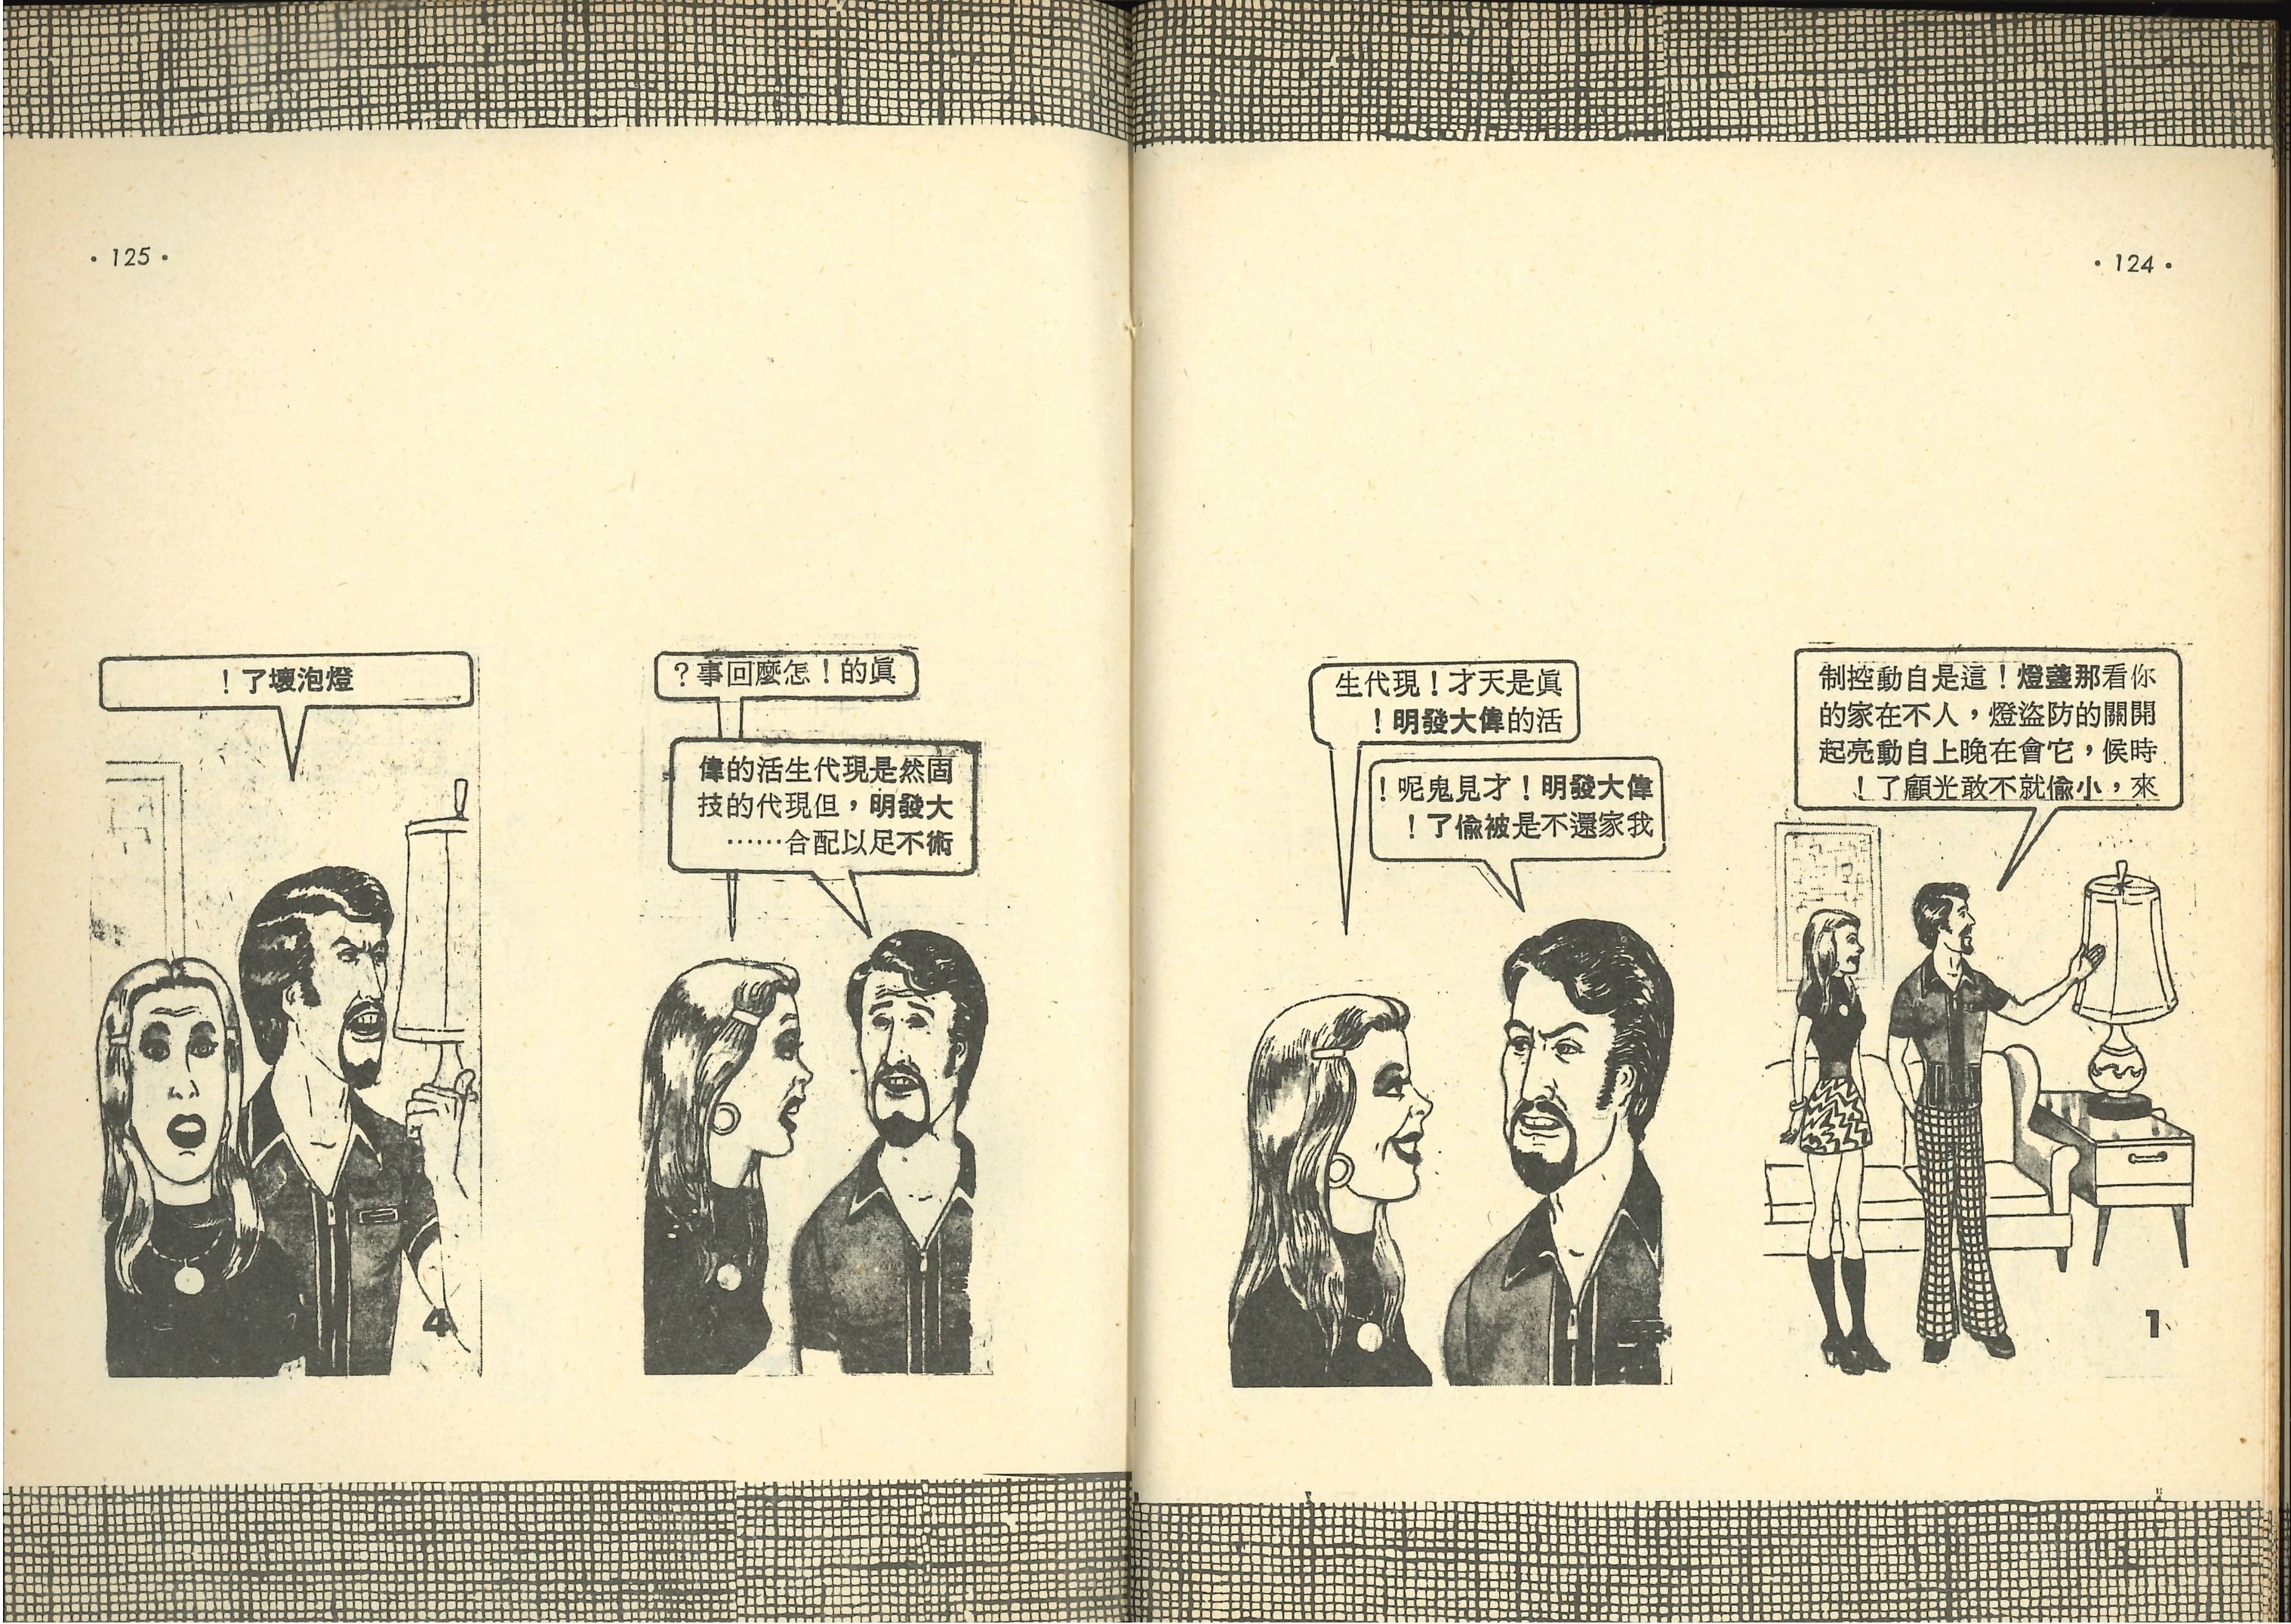 ·124·
你看那盞燈！這是自動控制
開關的防盜燈，人不在家的
時候，它會在晚上自動亮起
來，小偷就不敢光顧了！
1
眞是天才！現代生
活的偉大發明！
偉大發明！才見鬼呢！
我家還不是被偷了！
·125·
眞的！怎麼回事？
固然是現代生活的偉
大發明，但現代的技
術不足以配合……
燈泡壞了！
4